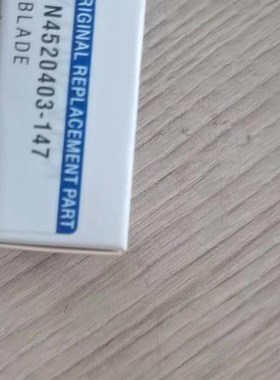 RIGINAL REPLACEMENT PART
N4520403-147
BLADE